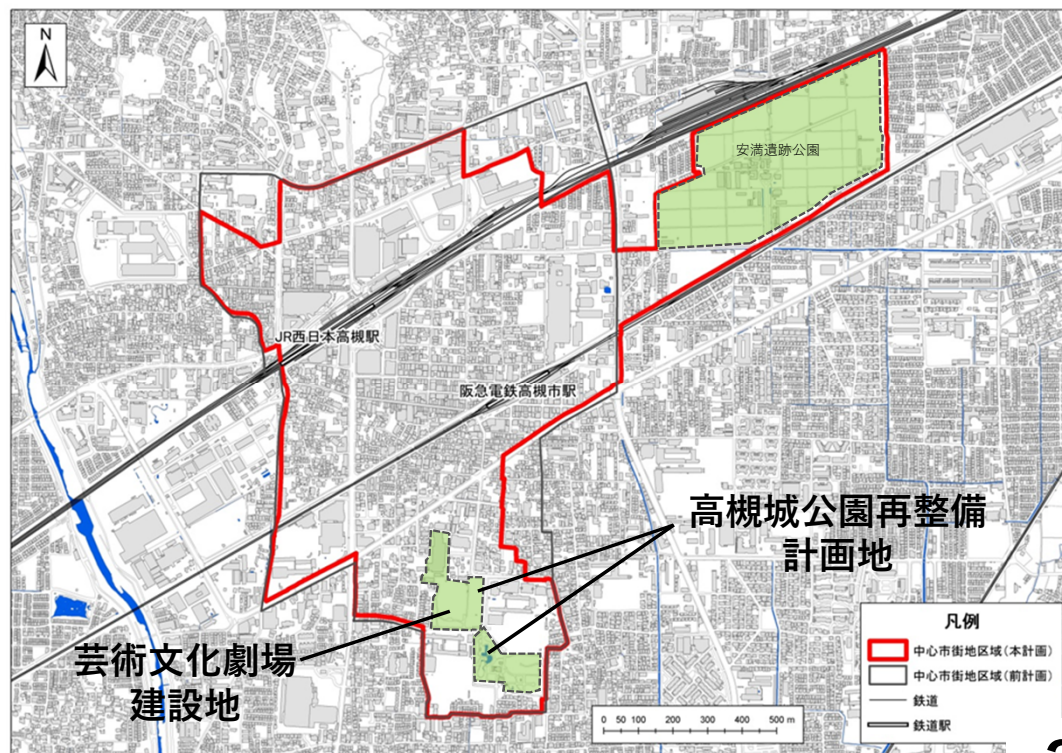 N
安満遺跡公園
JR西日本高槻駅
阪急電鉄高槻市駅
高槻城公園再整備
計画地
芸術文化劇場
建設地
凡例
中心市街地区域(本計画)
中心市街地区域(前計画)
鉄道
鉄道駅
0 50 100 200 300 400 500 m